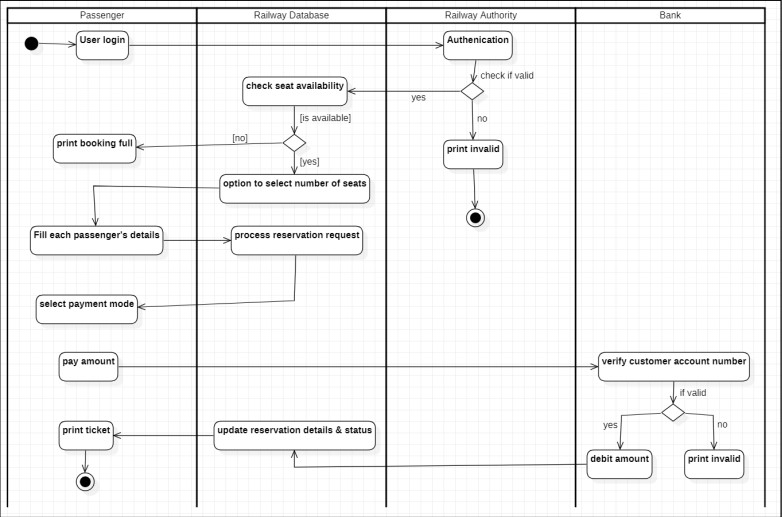 Passenger
Railway Database
Railway Authority
Bank
User login
Authenication
check if valid
check seat availability
yes
[is available]
no
[no]
print booking full
print invalid
[yes]
option to select number of seats
Fill each passenger's details
process reservation request
select payment mode
pay amount
verify customer account number
if valid
yes
no
print ticket
update reservation details & status
debit amount
print invalid